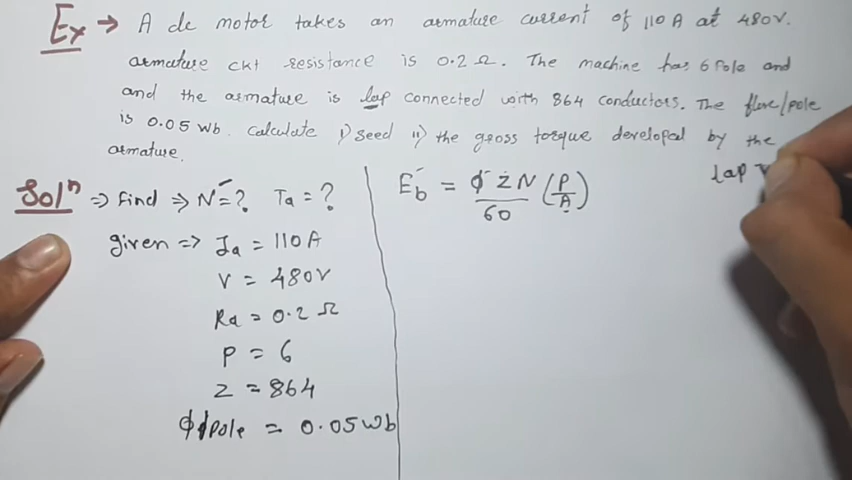 Ex → A dc motor takes an armature current of 110 A at 480V.
armature ckt resistance is 0.2 Ω. The machine has 6 Pole and
and the armature is lap connected with 864 conductors. The flux/pole
is 0.05 Wb. Calculate i) seed ii) the gross torque developed by the
armature.
Solⁿ => find => N = ? Ta = ?
given => Ia = 110A
V = 480V
Ra = 0.2 Ω
P = 6
Z = 864
ϕ/pole = 0.05 Wb
Eb = ϕZN/60 (P/A)
lap